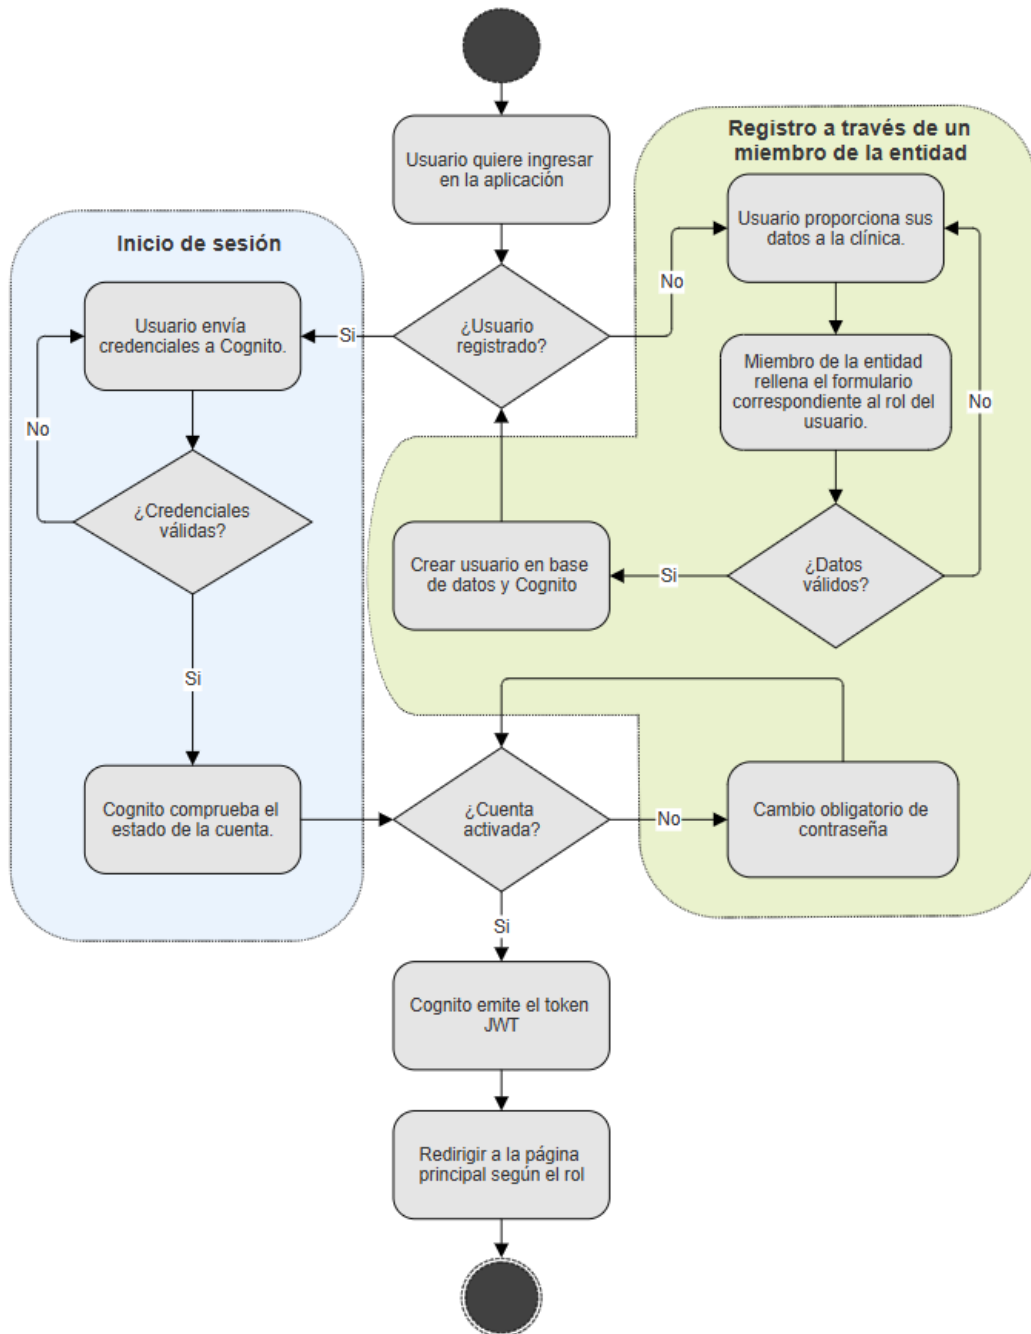 Usuario quiere ingresar
en la aplicación
Registro a través de un
miembro de la entidad
Usuario proporciona sus
datos a la clínica.
Inicio de sesión
Usuario envía
credenciales a Cognito.
Si
¿Usuario
registrado?
No
Miembro de la entidad
rellena el formulario
correspondiente al rol del
usuario.
No
No
¿Credenciales
válidas?
Crear usuario en base
de datos y Cognito
Si
¿Datos
válidos?
Si
Cognito comprueba el
estado de la cuenta.
¿Cuenta
activada?
No
Cambio obligatorio de
contraseña
Si
Cognito emite el token
JWT
Redirigir a la página
principal según el rol